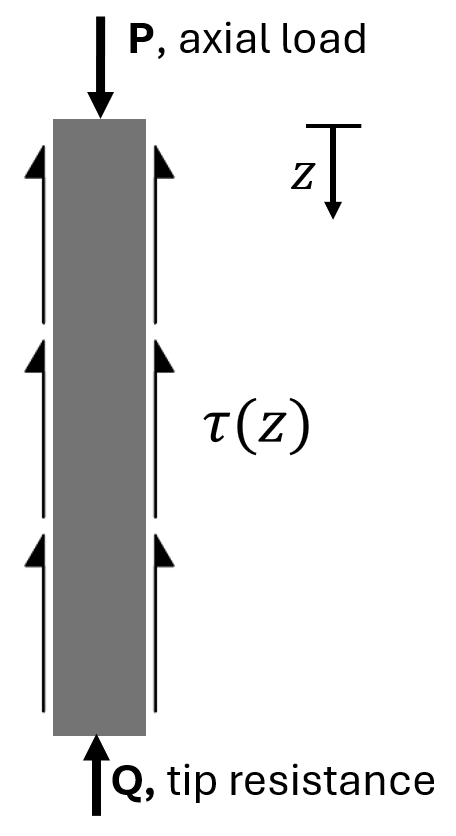 P, axial load
z
τ(z)
Q, tip resistance